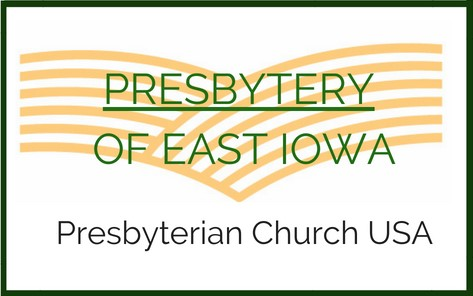 PRESBYTERY
OF EAST IOWA
Presbyterian Church USA